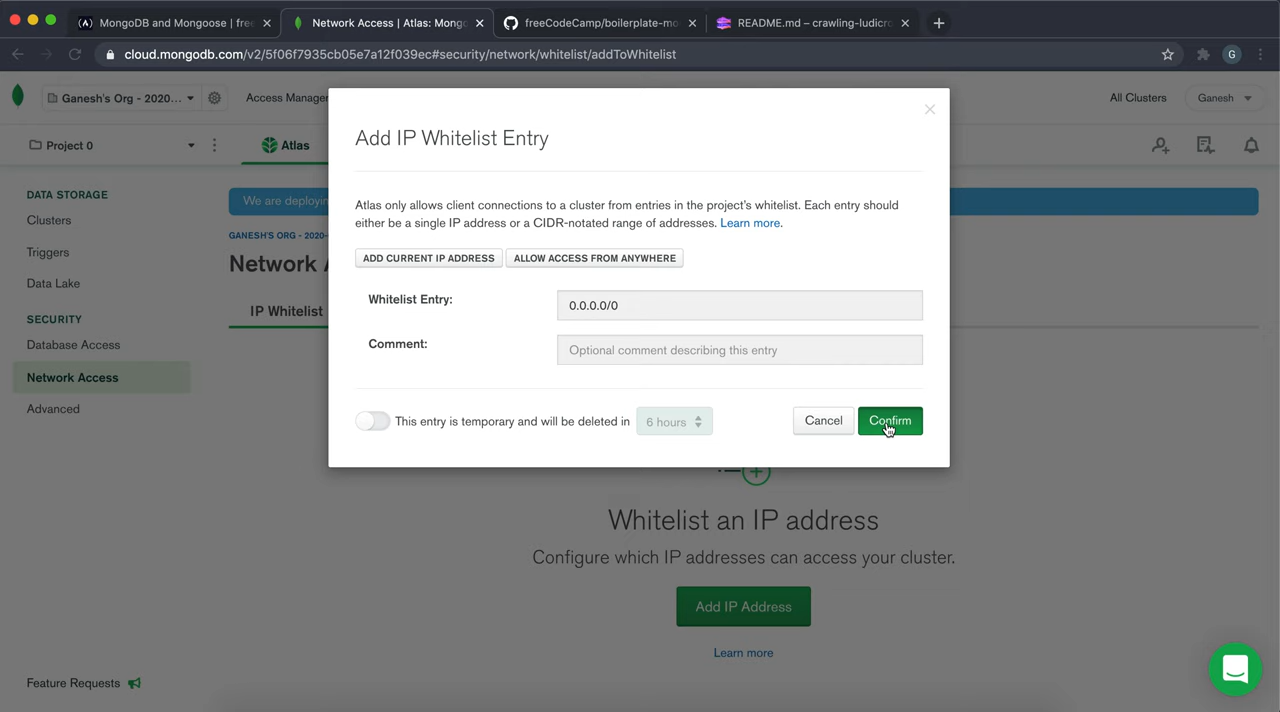 MongoDB and Mongoose | free
Network Access | Atlas: Mongo
freeCodeCamp/boilerplate-mo
README.md – crawling-ludicro
cloud.mongodb.com/v2/5f06f7935cb05e7a12f039ec#security/network/whitelist/addToWhitelist
G
Ganesh's Org - 2020...
Access Manager
All Clusters
Ganesh
Project 0
Atlas
DATA STORAGE
Clusters
Triggers
Data Lake
SECURITY
Database Access
Network Access
Advanced
Feature Requests
We are deployin
GANESH'S ORG - 2020-
Network A
IP Whitelist
Add IP Whitelist Entry
Atlas only allows client connections to a cluster from entries in the project's whitelist. Each entry should
either be a single IP address or a CIDR-notated range of addresses. Learn more.
ADD CURRENT IP ADDRESS
ALLOW ACCESS FROM ANYWHERE
Whitelist Entry:
0.0.0.0/0
Comment:
Optional comment describing this entry
This entry is temporary and will be deleted in
6 hours
Cancel
Confirm
Whitelist an IP address
Configure which IP addresses can access your cluster.
Add IP Address
Learn more